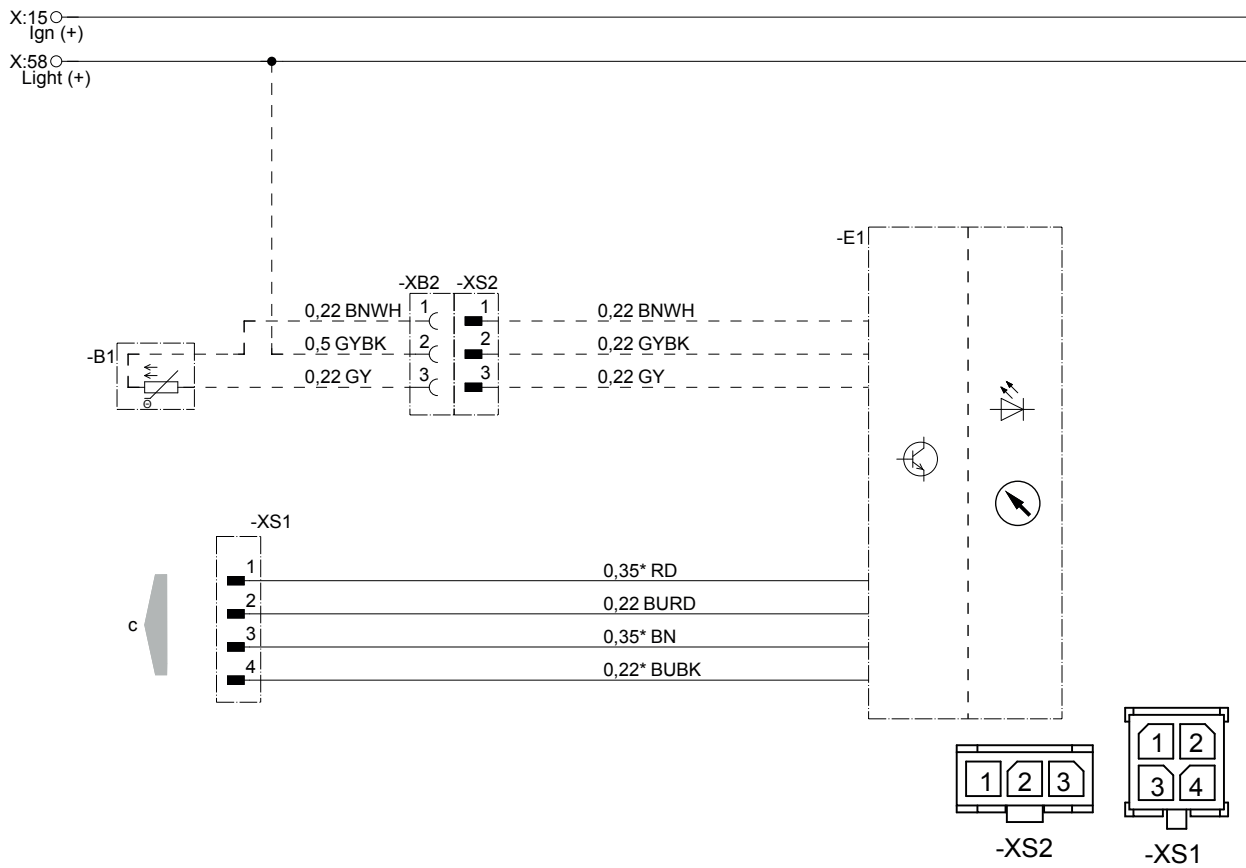 X:15
Ign (+)
X:58
Light (+)
-E1
-XB2 -XS2
0,22 BNWH 1 1 0,22 BNWH
-B1 0,5 GYBK 2 2 0,22 GYBK
0,22 GY 3 3 0,22 GY
Θ
-XS1
1 0,35* RD
2 0,22 BURD
c
3 0,35* BN
4 0,22* BUBK
1 2 3
1 2
3 4
-XS2
-XS1